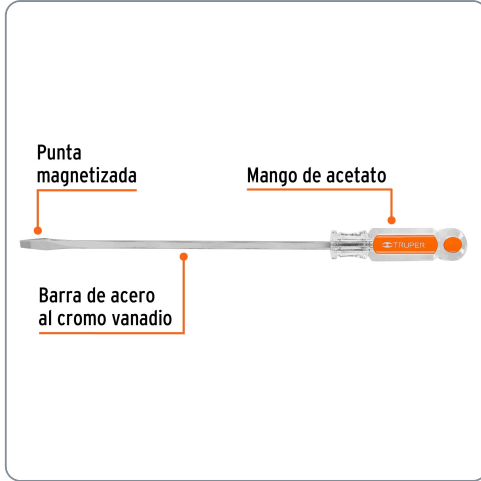 Punta
magnetizada
Mango de acetato
TRUPER
Barra de acero
al cromo vanadio